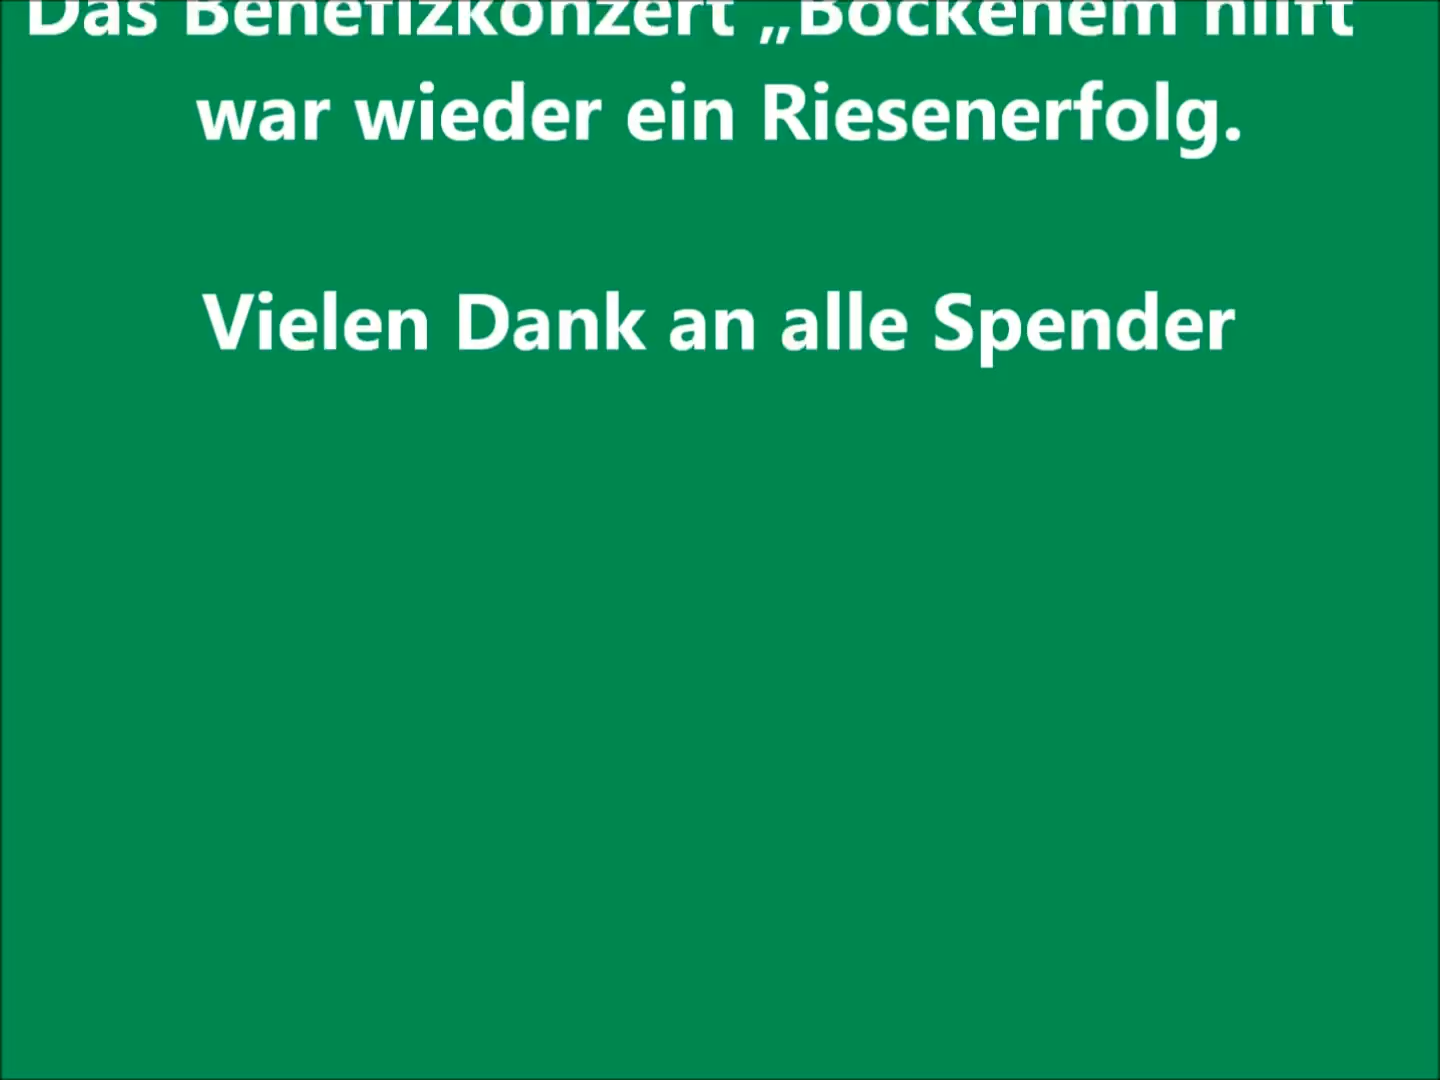 Das Benefizkonzert „Bockenem hilft
war wieder ein Riesenerfolg.
Vielen Dank an alle Spender